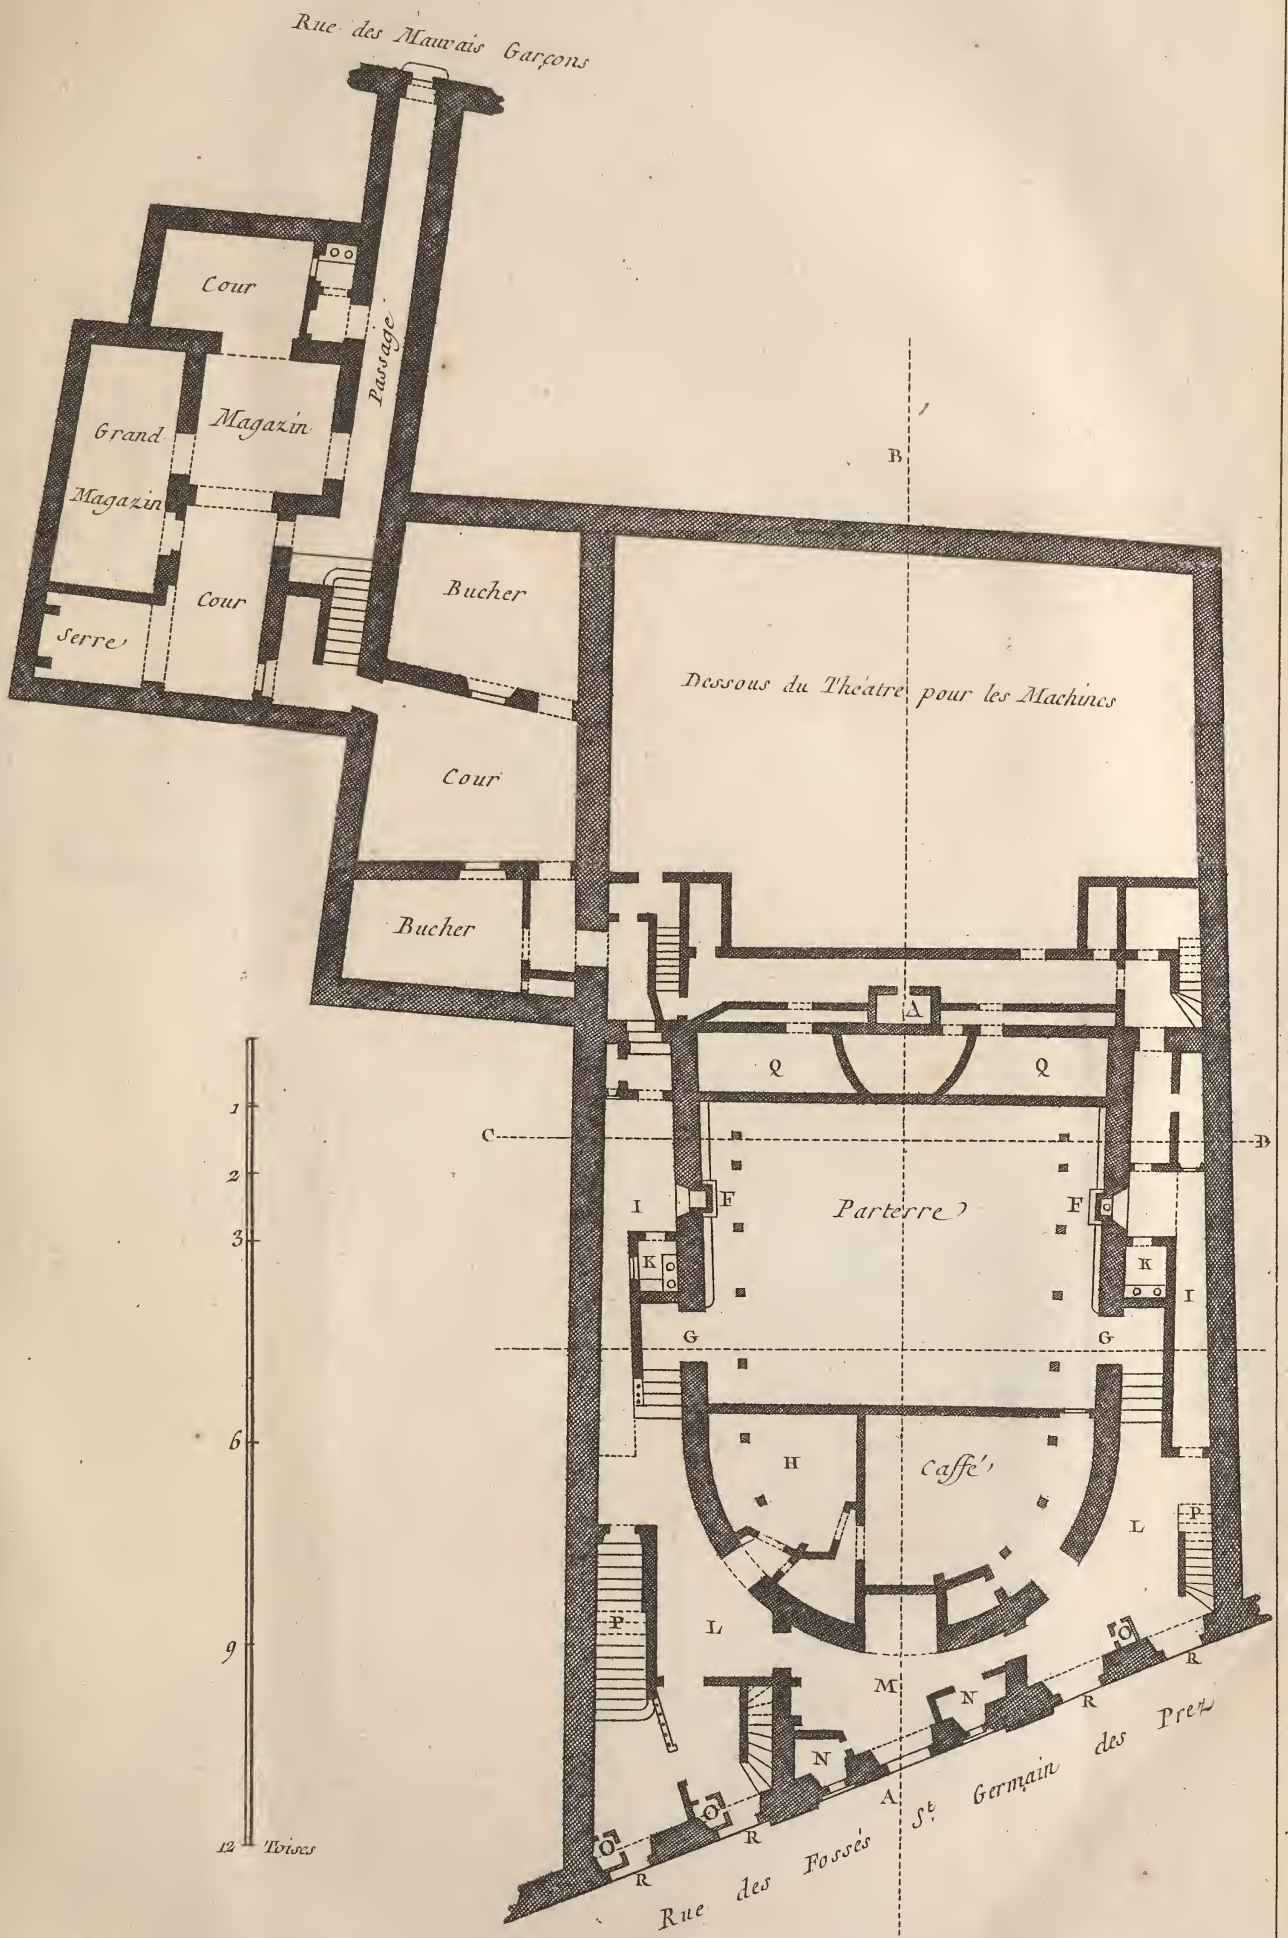 Rue des Mauvais Garçons
Cour
Passage
Magazin
Grand
Magazin
B
Cour
Serre
Bucher
Dessous du Théatre pour les Machines
Cour
Bucher
A
Q Q
1
C D
2
I F Parterre F
3
K K
I
G G
6
H Caffé
L P
P L O
9
M R
N R
N
A
O
O R
R
12 Toises
Rue des Fossés St. Germain des Prez